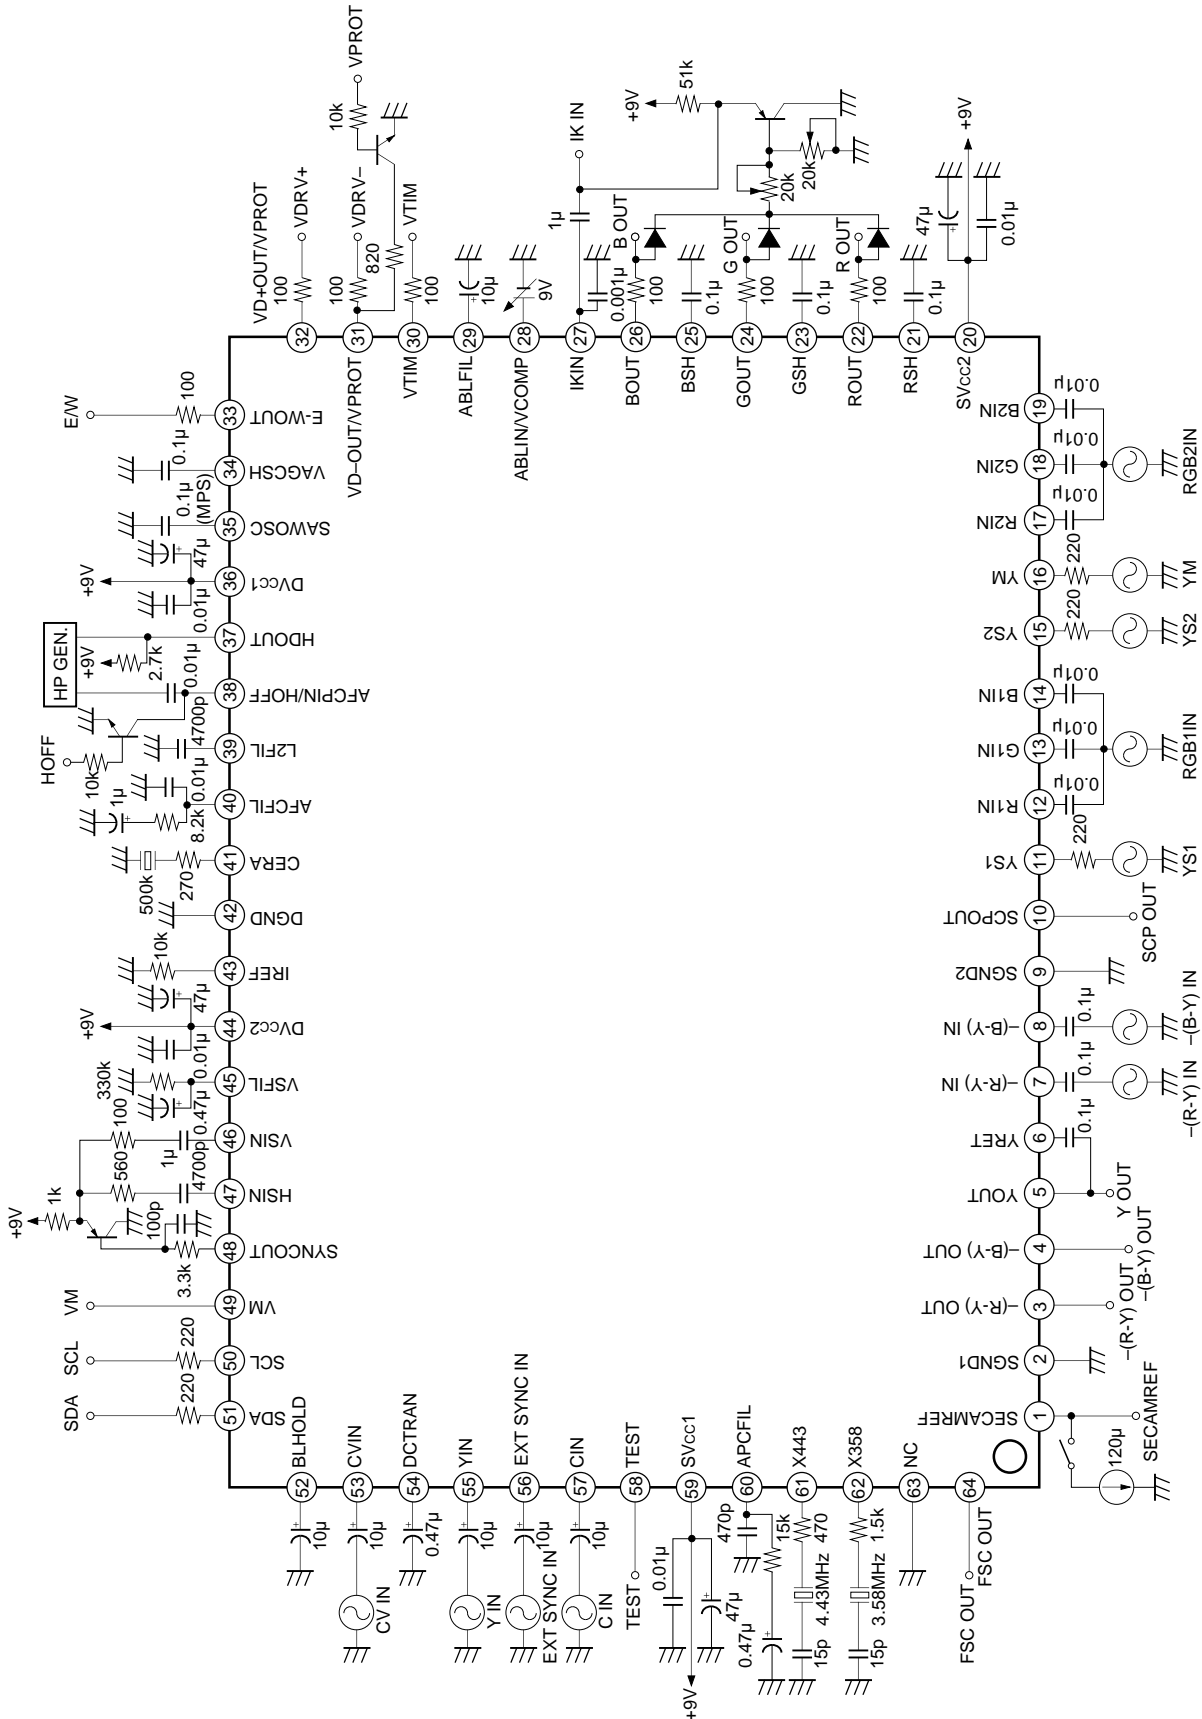 VPROT
10k
VD+OUT/VPROT
100
VDRV+
32
100
VDRV–
31
VD–OUT/VPROT
820
100
VTIM
30
VTIM
10µ
29
ABLFIL
9V
28
ABLIN/VCOMP
IK IN
1µ
0.001µ
27
IKIN
+9V
51k
20k
20k
B OUT
100
26
BOUT
0.1µ
25
BSH
G OUT
100
24
GOUT
0.1µ
23
GSH
R OUT
100
22
ROUT
0.1µ
21
RSH
+9V
47µ
0.01µ
20
SVcc2
E/W
100
33
E-WOUT
0.1µ
34
VAGCSH
0.1µ
(MPS)
35
SAWOSC
47µ
+9V
0.01µ
36
DVcc1
HP GEN.
+9V
2.7k
37
HDOUT
0.01µ
38
AFCPIN/HOFF
HOFF
10k
4700p
39
L2FIL
1µ
8.2k
0.01µ
40
AFCFIL
500k
270
41
CERA
42
DGND
10k
43
IREF
47µ
+9V
0.01µ
44
DVcc2
330k
0.47µ
45
VSFIL
100
1µ
46
VSIN
560
4700p
47
HSIN
+9V
1k
100p
3.3k
48
SYNCOUT
VM
49
VM
SCL
220
50
SCL
SDA
220
51
SDA
52
BLHOLD
10µ
53
CVIN
10µ
CV IN
54
DCTRAN
0.47µ
55
YIN
10µ
Y IN
56
EXT SYNC IN
10µ
EXT SYNC IN
57
CIN
10µ
C IN
58
TEST
TEST
59
SVcc1
0.01µ
47µ
+9V
60
APCFIL
470p
15k
0.47µ
61
X443
470
4.43MHz
15p
62
X358
1.5k
3.58MHz
15p
63
NC
64
FSC OUT
FSC OUT
19
B2IN
0.01µ
18
G2IN
0.01µ
17
R2IN
0.01µ
RGB2IN
16
YM
220
YM
15
YS2
220
YS2
14
B1IN
0.01µ
13
G1IN
0.01µ
12
R1IN
0.01µ
RGB1IN
11
YS1
220
YS1
10
SCPOUT
SCP OUT
9
SGND2
8
–(B-Y) IN
0.1µ
–(B-Y) IN
7
–(R-Y) IN
0.1µ
–(R-Y) IN
6
YRET
0.1µ
5
YOUT
Y OUT
4
–(B-Y) OUT
–(B-Y) OUT
3
–(R-Y) OUT
–(R-Y) OUT
2
SGND1
1
SECAMREF
SECAMREF
120µ